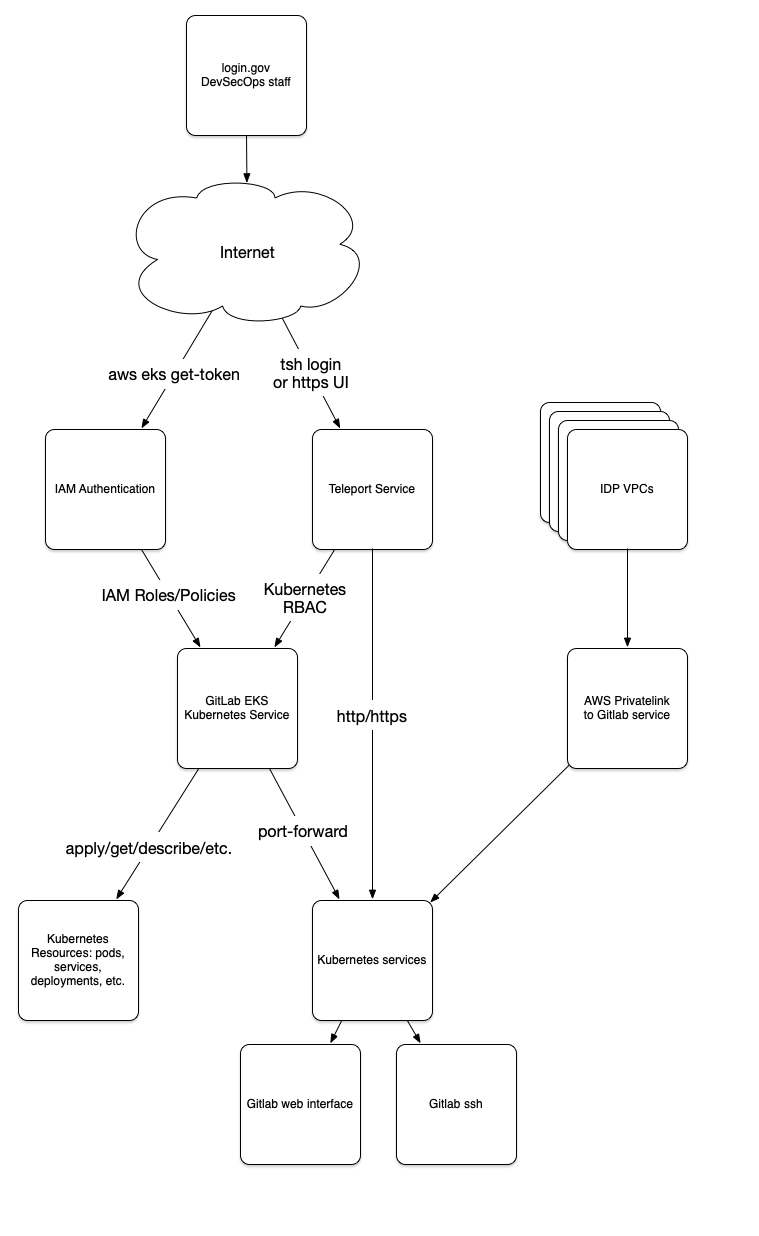 login.gov
DevSecOps staff
Internet
aws eks get-token
tsh login
or https UI
IAM Authentication
Teleport Service
IDP VPCs
IAM Roles/Policies
Kubernetes
RBAC
GitLab EKS
Kubernetes Service
http/https
AWS Privatelink
to Gitlab service
apply/get/describe/etc.
port-forward
Kubernetes
Resources: pods,
services,
deployments, etc.
Kubernetes services
Gitlab web interface
Gitlab ssh